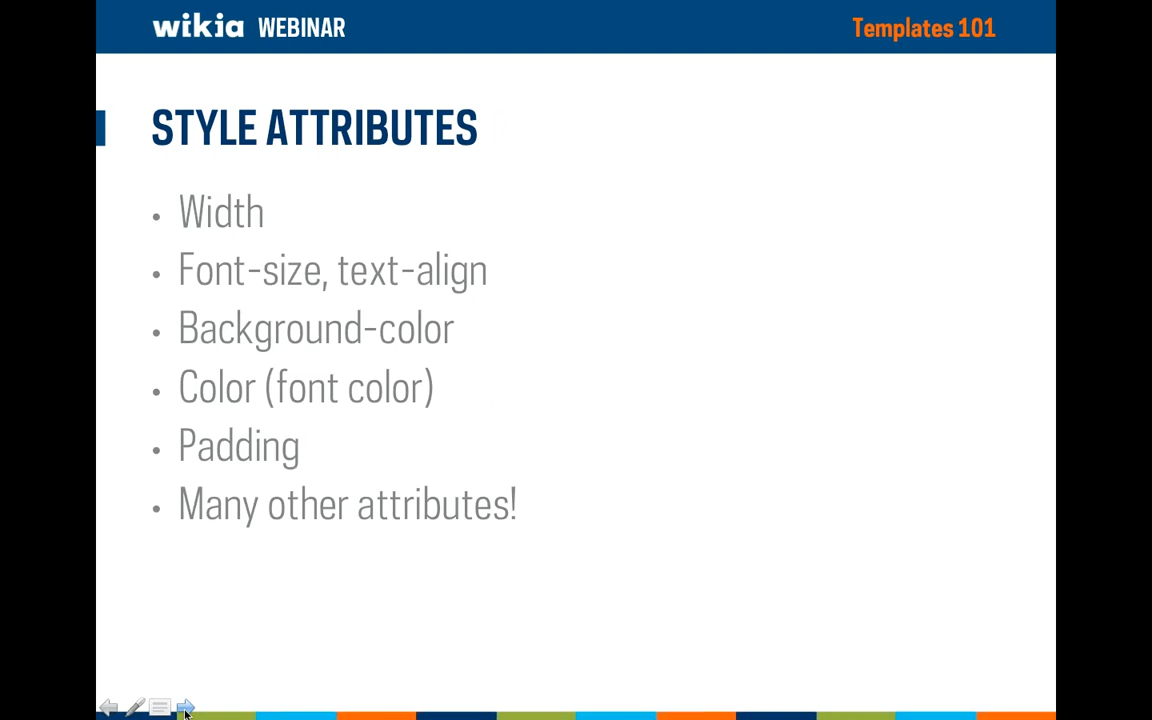 wikia WEBINAR
Templates 101
STYLE ATTRIBUTES
• Width
• Font-size, text-align
• Background-color
• Color (font color)
• Padding
• Many other attributes!